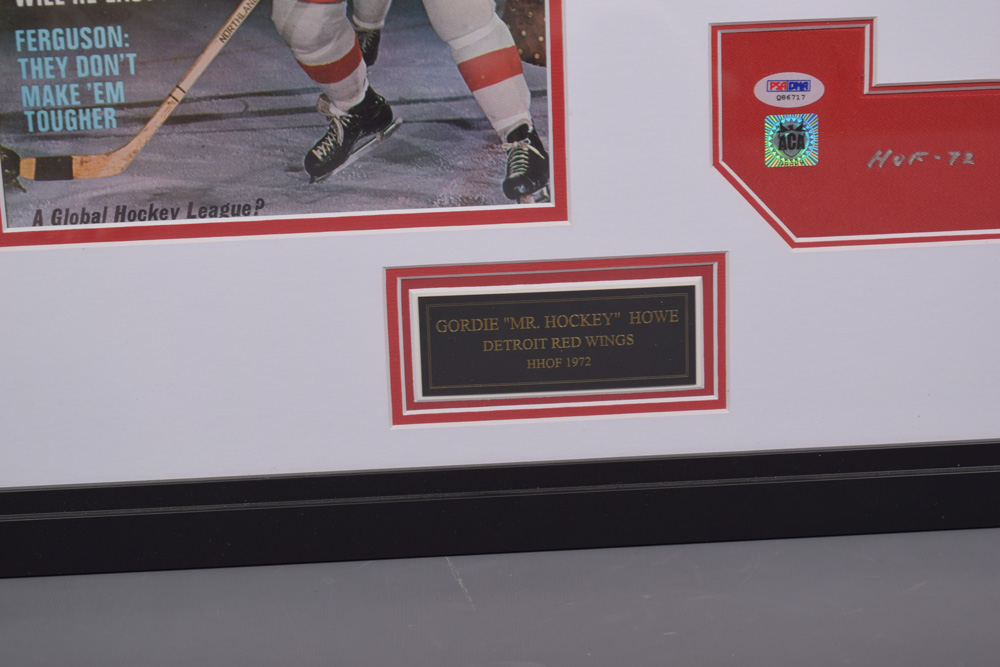 FERGUSON:
THEY DON'T
MAKE 'EM
TOUGHER
NORTHLAND
A Global Hockey League?
PSA/DNA
Q86717
ACA
HOF-72
GORDIE "MR. HOCKEY" HOWE
DETROIT RED WINGS
HHOF 1972